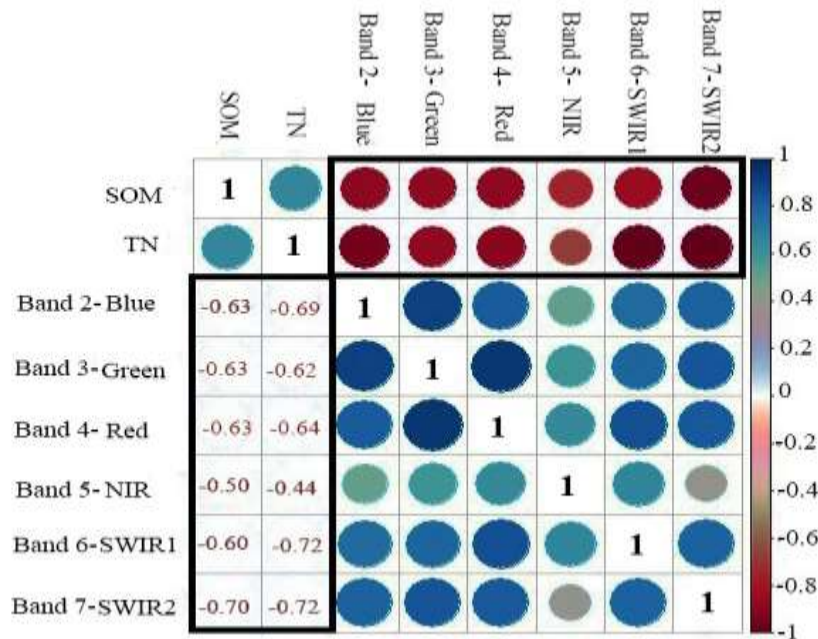 SOM
TN
Band 2- Blue
Band 3- Green
Band 4- Red
Band 5- NIR
Band 6-SWIR1
Band 7-SWIR2
SOM 1
TN 1
Band 2-Blue -0.63 -0.69 1
Band 3-Green -0.63 -0.62 1
Band 4- Red -0.63 -0.64 1
Band 5-NIR -0.50 -0.44 1
Band 6-SWIR1 -0.60 -0.72 1
Band 7-SWIR2 -0.70 -0.72 1
1
0.8
0.6
0.4
0.2
0
-0.2
-0.4
-0.6
-0.8
-1